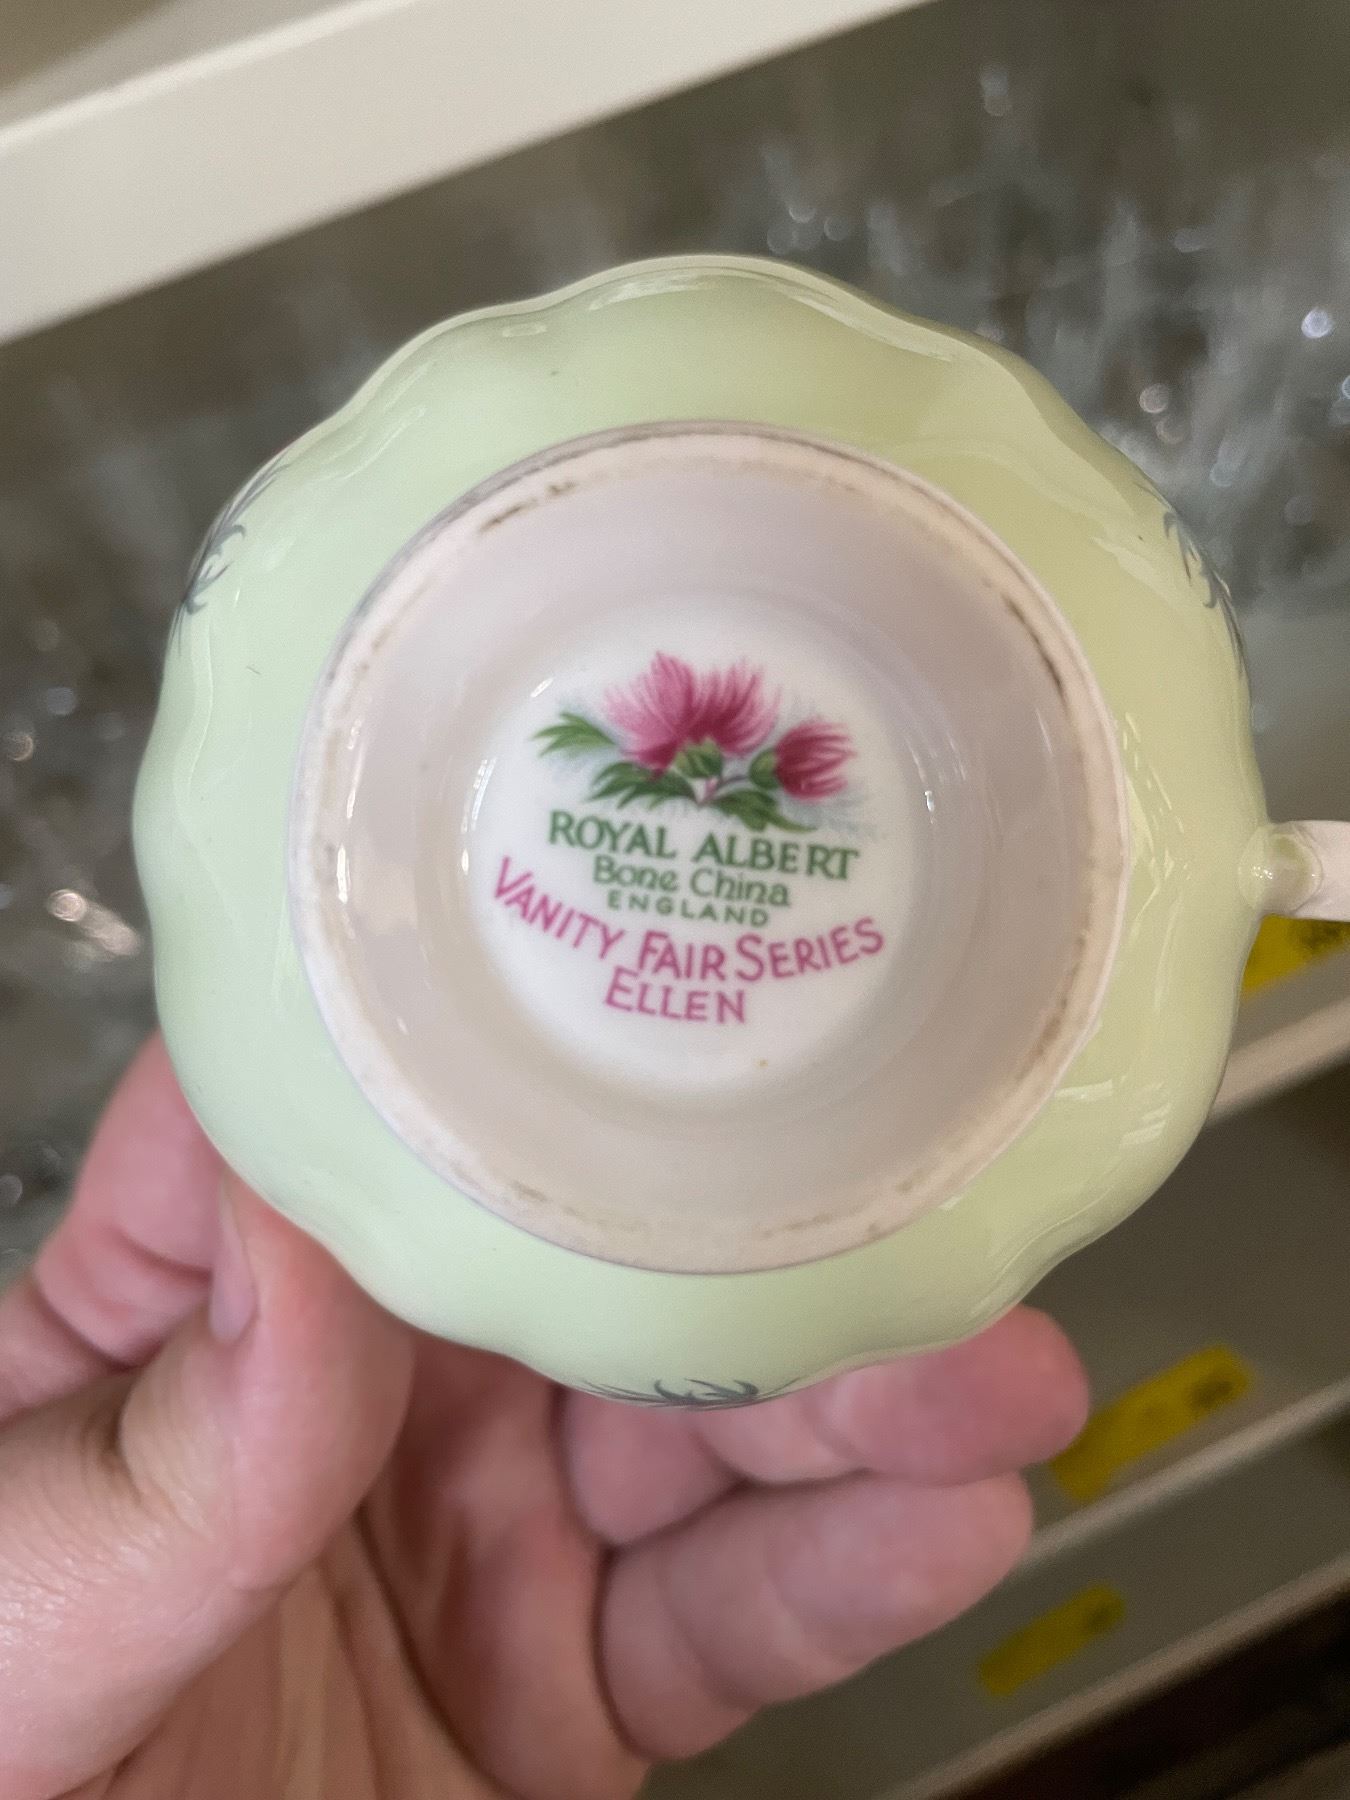 ROYAL ALBERT
Bone China
ENGLAND
VANITY FAIR SERIES
ELLEN